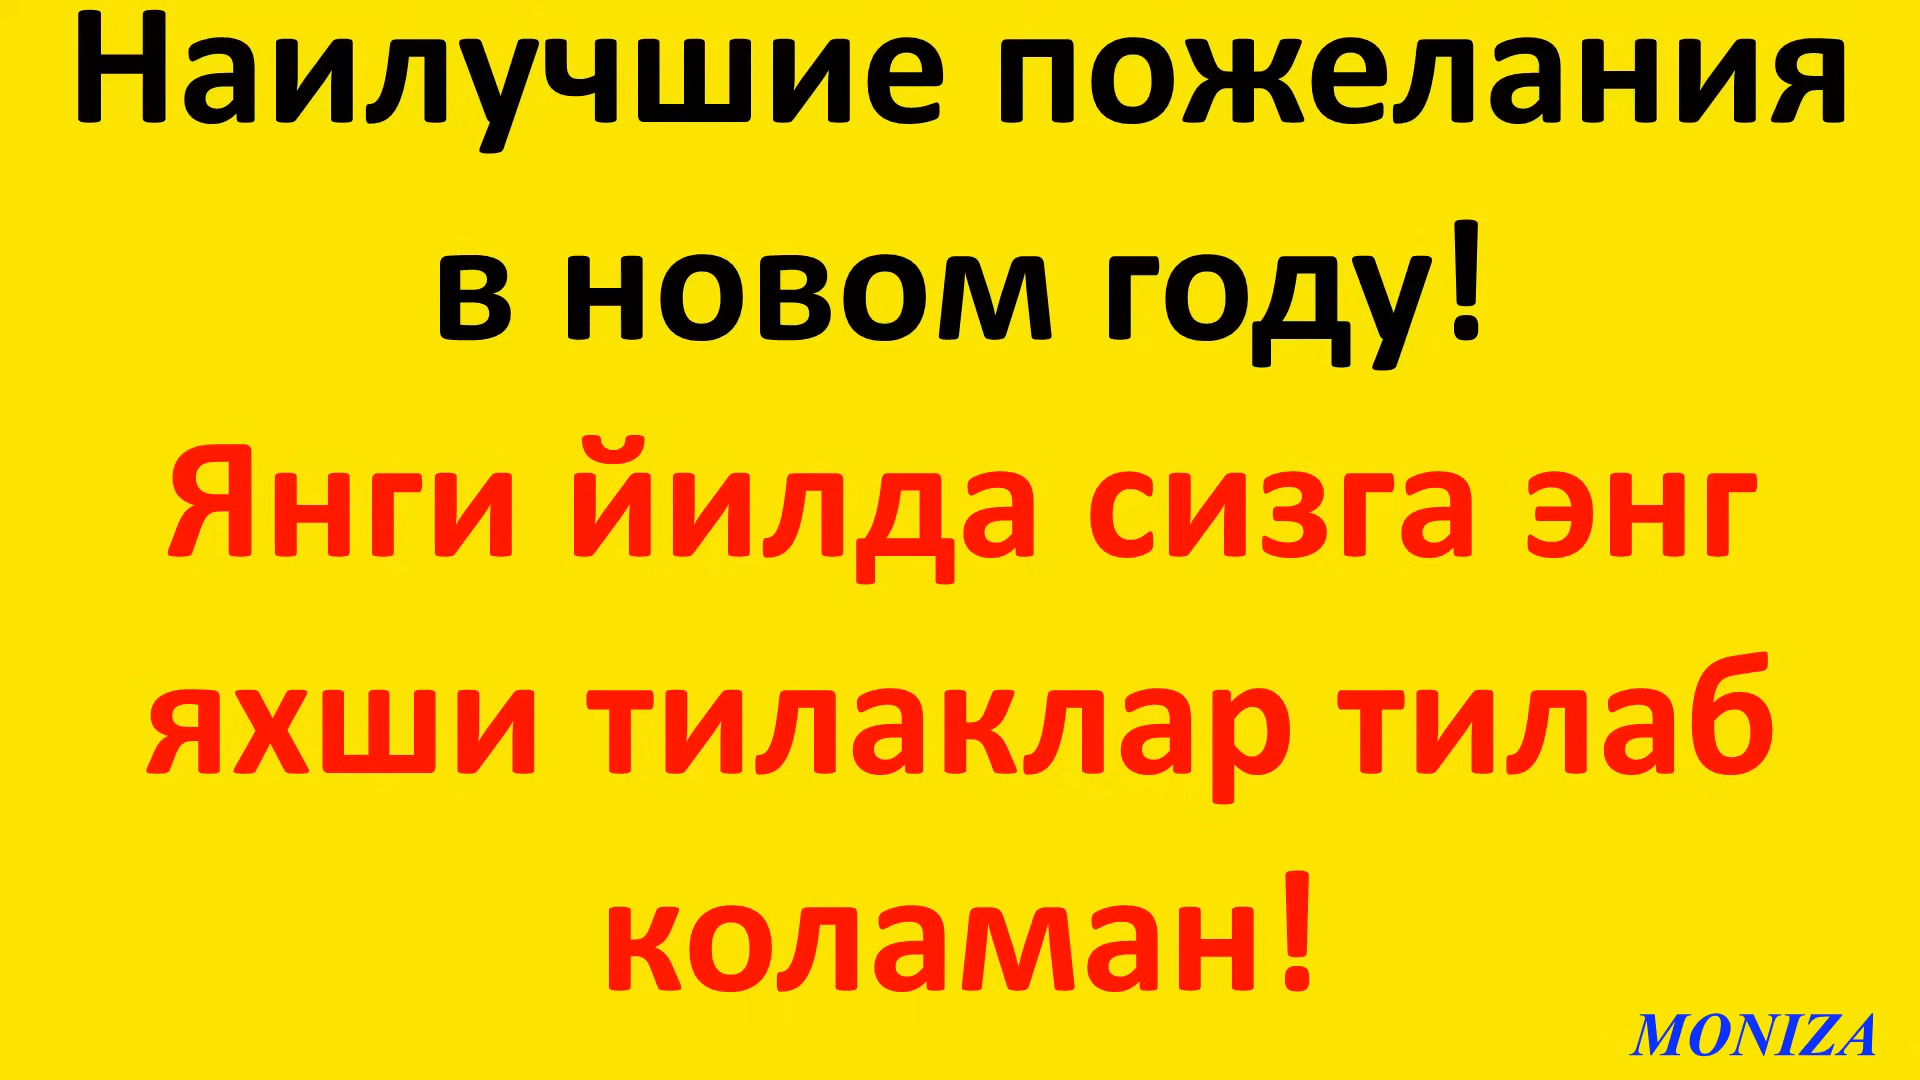 Наилучшие пожелания
в новом году!
Янги йилда сизга энг
яхши тилаклар тилаб
коламан!
MONIZA